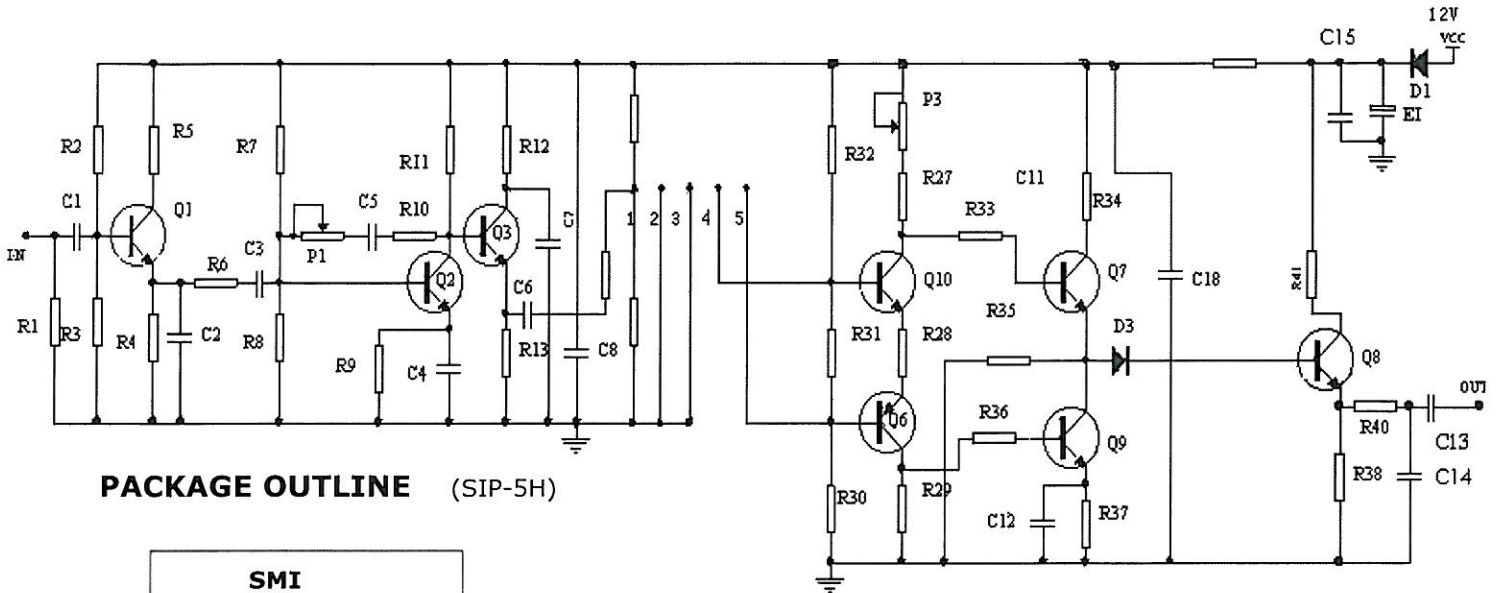 12V
C15
VCC
P3
D1
EI
R2
R5
R7
RI1
R12
R32
R27
C11
R34
C1
Q1
C5
R10
Q3
C7
1
2
3
4
5
R33
IN
P1
C3
R6
Q2
C6
Q10
Q7
C18
R41
R1
R3
R4
C2
R8
R9
C4
R13
C8
R31
R28
R35
D3
Q8
OUT
Q6
R36
Q9
R40
C13
R38
C14
PACKAGE OUTLINE (SIP-5H)
R30
R29
C12
R37
SMI